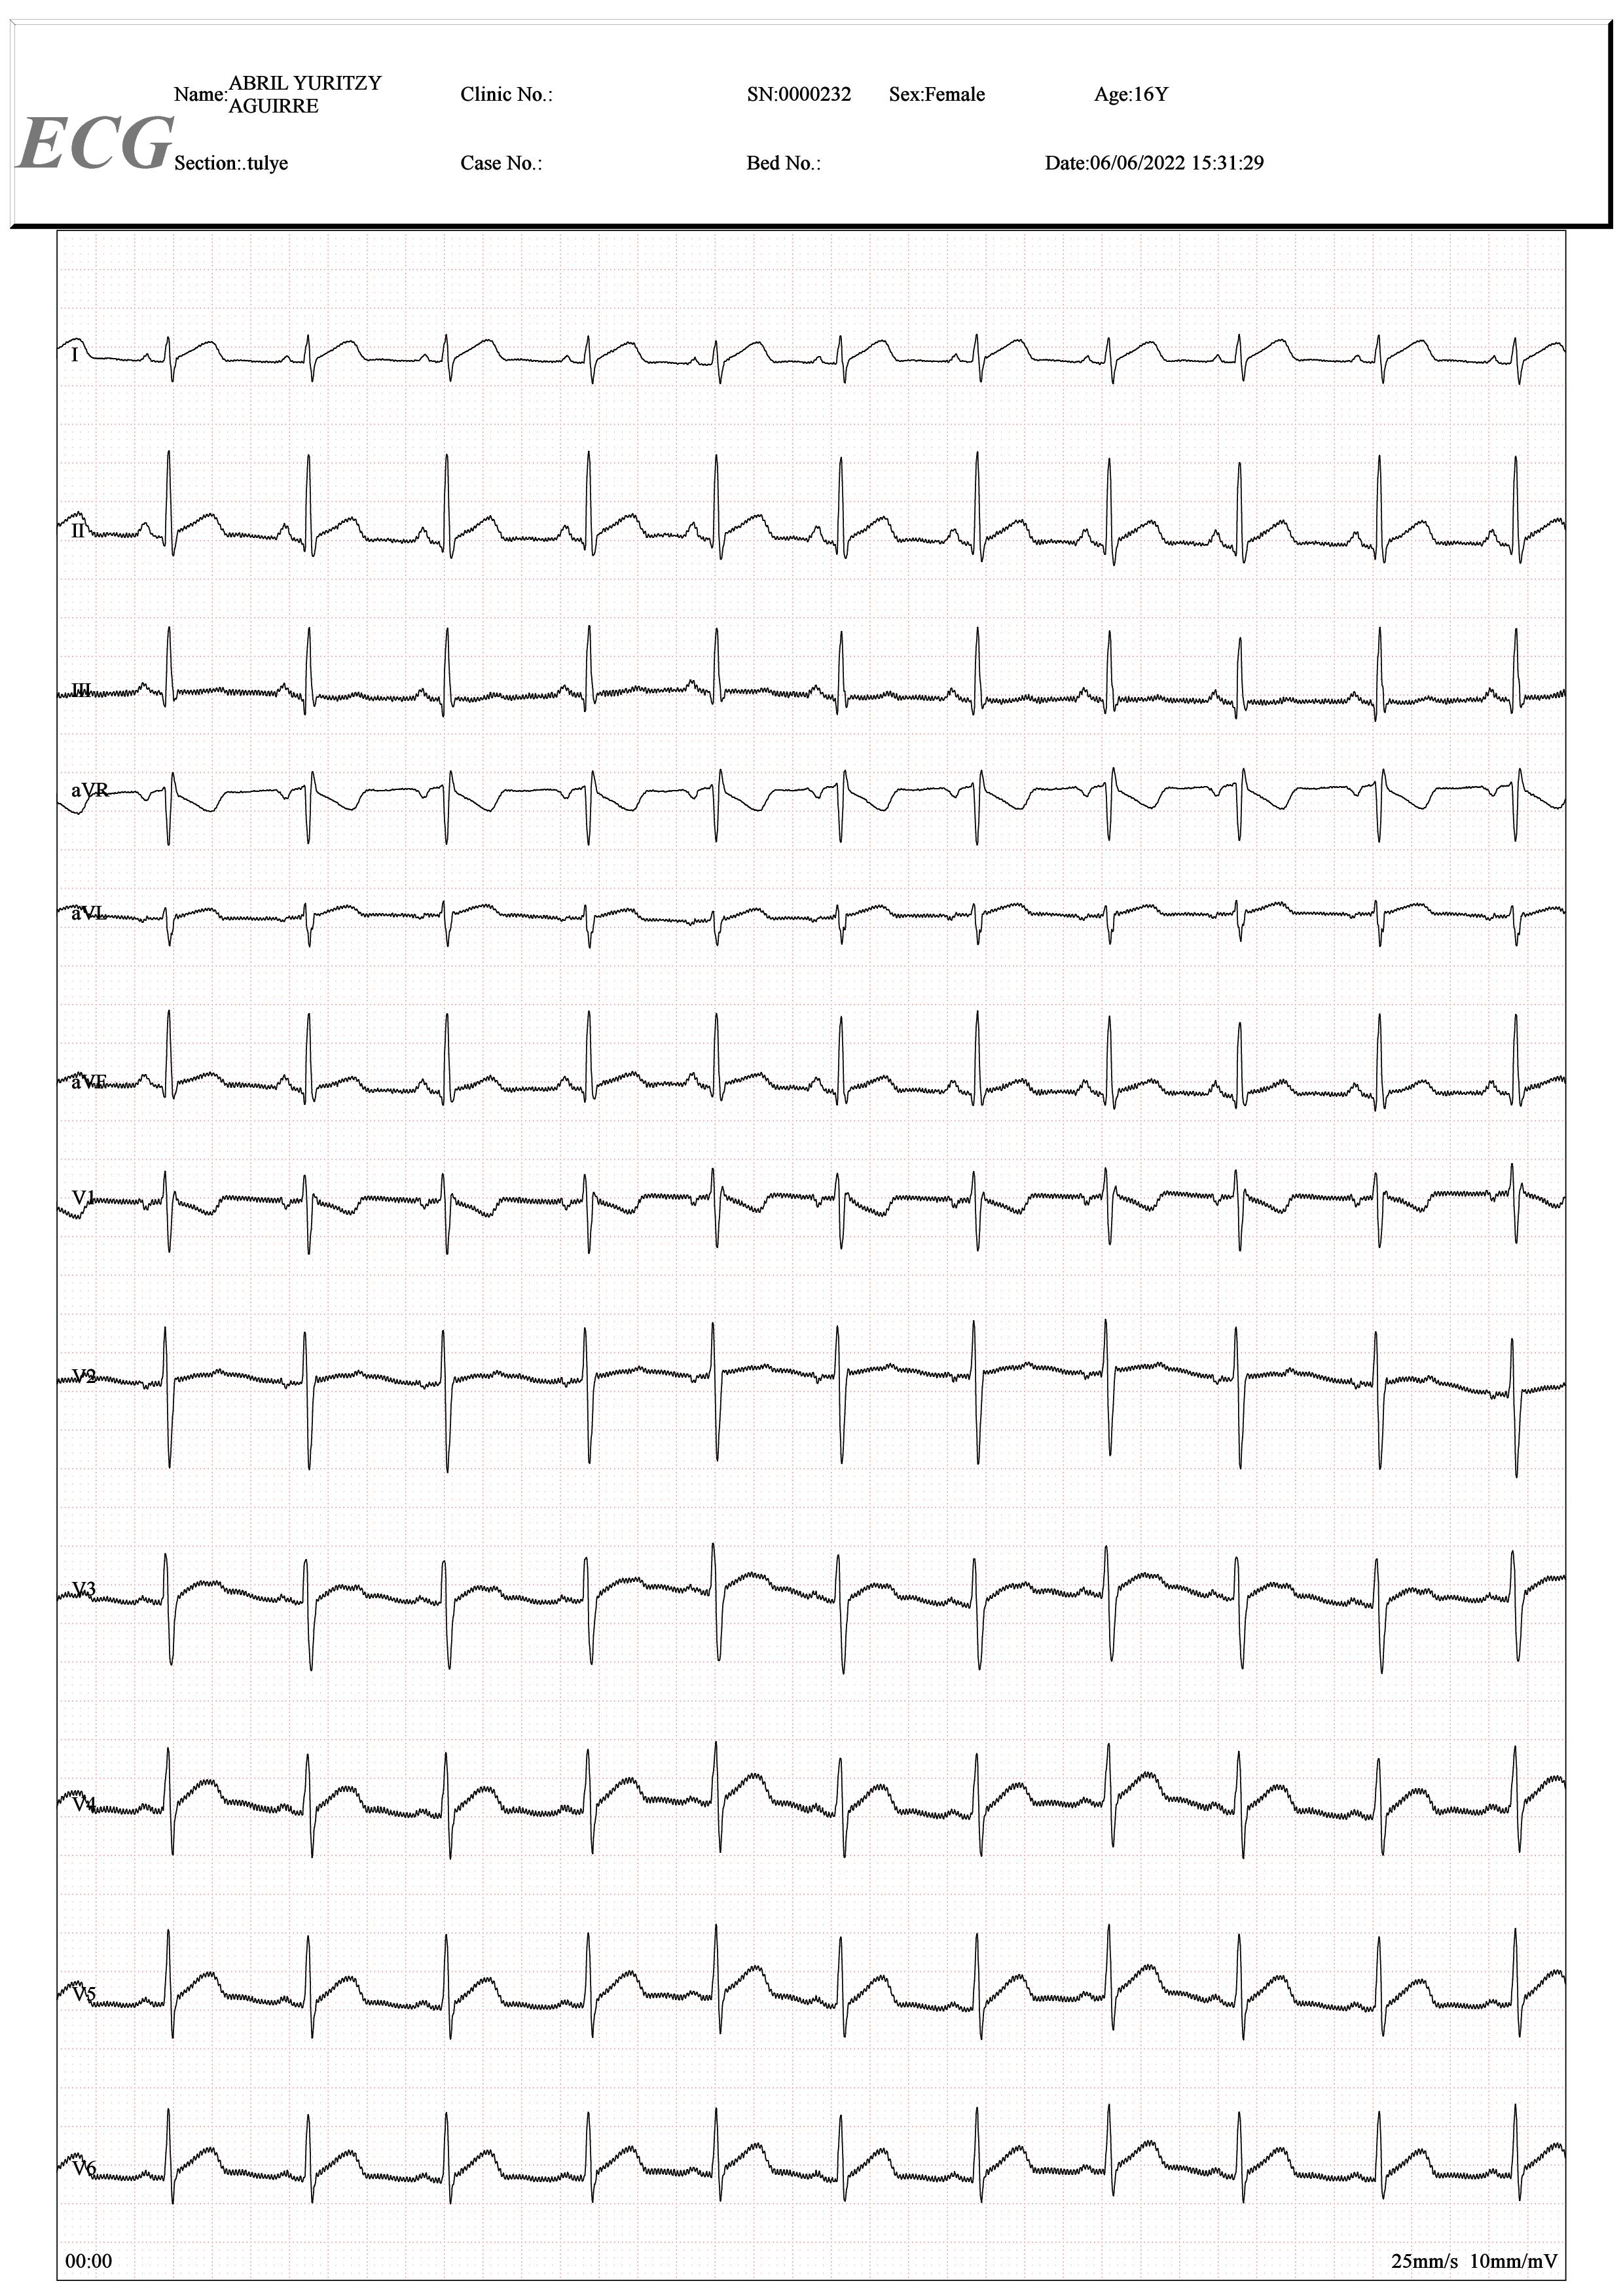 ECG
Name:ABRIL YURITZY AGUIRRE Clinic No.: SN:0000232 Sex:Female Age:16Y
Section:.tulye Case No.: Bed No.: Date:06/06/2022 15:31:29
I
II
III
aVR
aVL
aVF
V1
V2
V3
V4
V5
V6
00:00 25mm/s 10mm/mV